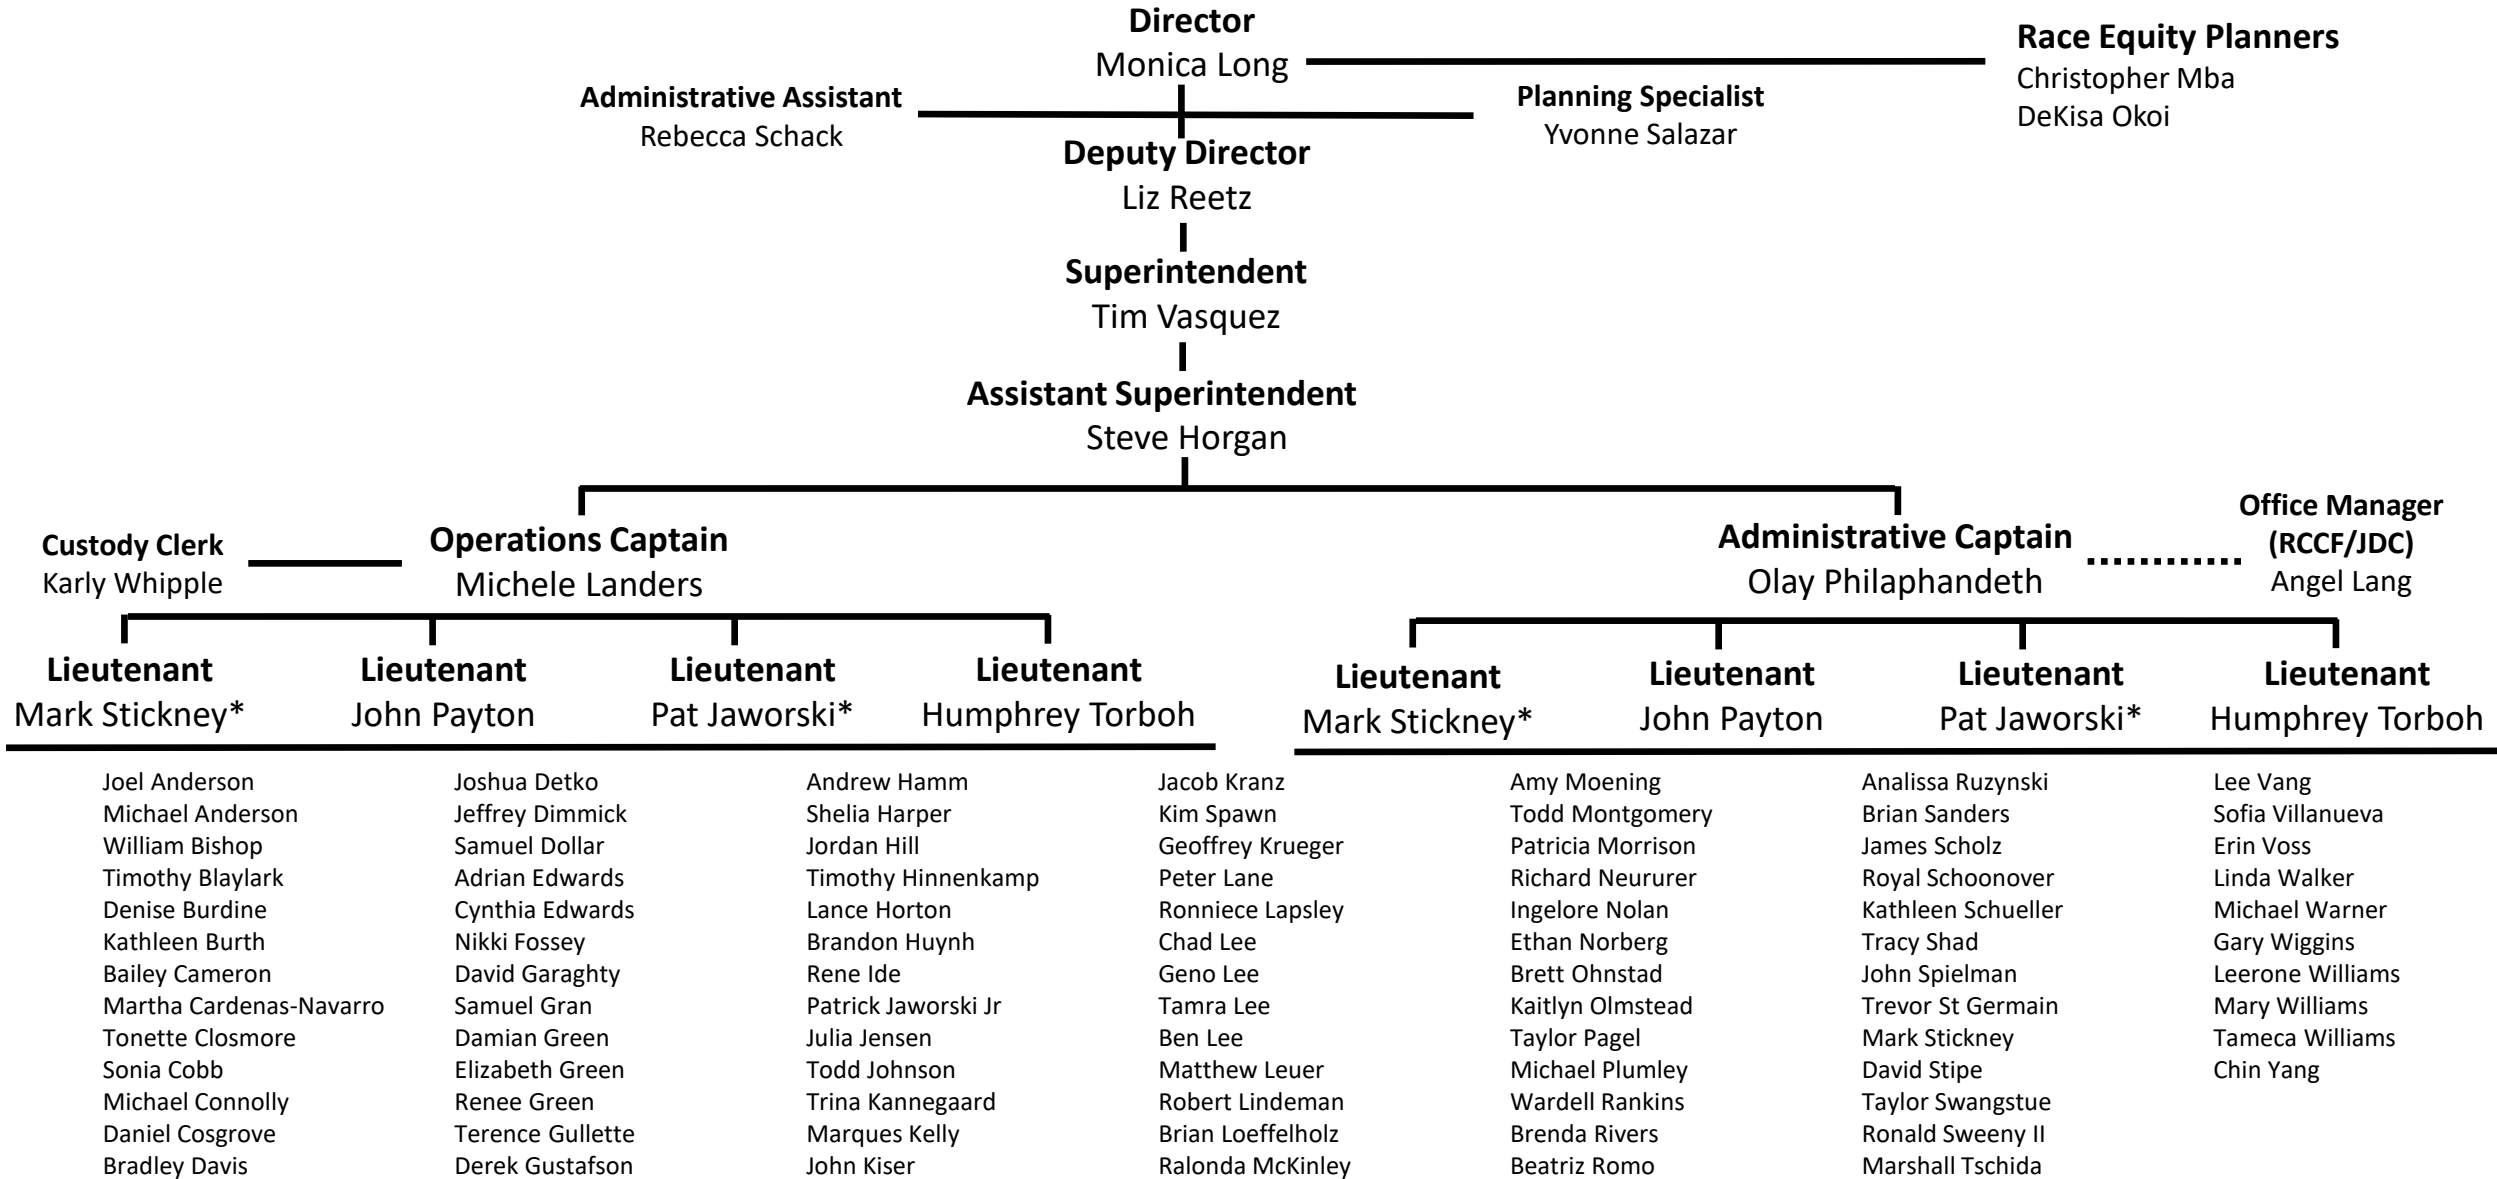 Director
Monica Long
Race Equity Planners
Christopher Mba
DeKisa Okoi
Administrative Assistant
Rebecca Schack
Planning Specialist
Yvonne Salazar
Deputy Director
Liz Reetz
Superintendent
Tim Vasquez
Assistant Superintendent
Steve Horgan
Custody Clerk
Karly Whipple
Operations Captain
Michele Landers
Administrative Captain
Olay Philaphandeth
Office Manager
(RCCF/JDC)
Angel Lang
Lieutenant
Mark Stickney*
Lieutenant
John Payton
Lieutenant
Pat Jaworski*
Lieutenant
Humphrey Torboh
Lieutenant
Mark Stickney*
Lieutenant
John Payton
Lieutenant
Pat Jaworski*
Lieutenant
Humphrey Torboh
Joel Anderson
Michael Anderson
William Bishop
Timothy Blaylark
Denise Burdine
Kathleen Burth
Bailey Cameron
Martha Cardenas-Navarro
Tonette Closmore
Sonia Cobb
Michael Connolly
Daniel Cosgrove
Bradley Davis
Joshua Detko
Jeffrey Dimmick
Samuel Dollar
Adrian Edwards
Cynthia Edwards
Nikki Fossey
David Garaghty
Samuel Gran
Damian Green
Elizabeth Green
Renee Green
Terence Gullette
Derek Gustafson
Andrew Hamm
Shelia Harper
Jordan Hill
Timothy Hinnenkamp
Lance Horton
Brandon Huynh
Rene Ide
Patrick Jaworski Jr
Julia Jensen
Todd Johnson
Trina Kannegaard
Marques Kelly
John Kiser
Jacob Kranz
Kim Spawn
Geoffrey Krueger
Peter Lane
Ronniece Lapsley
Chad Lee
Geno Lee
Tamra Lee
Ben Lee
Matthew Leuer
Robert Lindeman
Brian Loeffelholz
Ralonda McKinley
Amy Moening
Todd Montgomery
Patricia Morrison
Richard Neururer
Ingelore Nolan
Ethan Norberg
Brett Ohnstad
Kaitlyn Olmstead
Taylor Pagel
Michael Plumley
Wardell Rankins
Brenda Rivers
Beatriz Romo
Analissa Ruzynski
Brian Sanders
James Scholz
Royal Schoonover
Kathleen Schueller
Tracy Shad
John Spielman
Trevor St Germain
Mark Stickney
David Stipe
Taylor Swangstue
Ronald Sweeny II
Marshall Tschida
Lee Vang
Sofia Villanueva
Erin Voss
Linda Walker
Michael Warner
Gary Wiggins
Leerone Williams
Mary Williams
Tameca Williams
Chin Yang